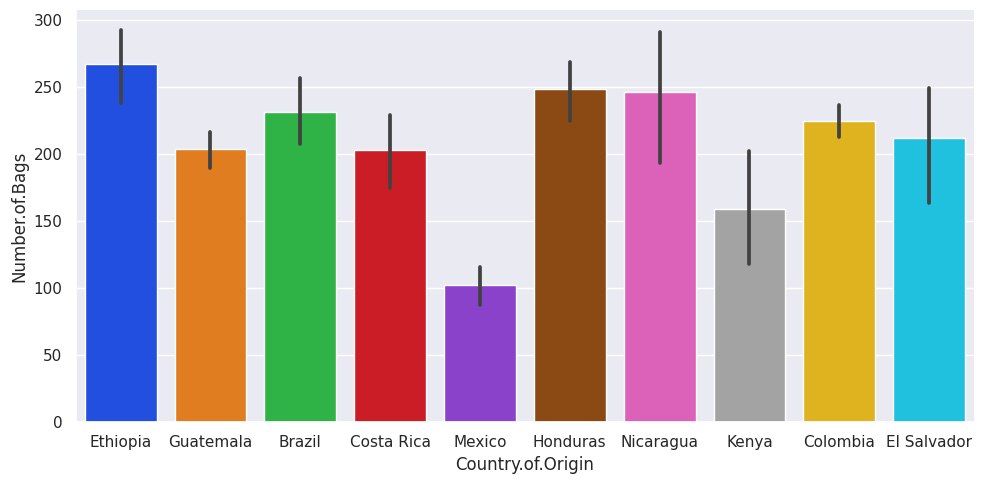 300
250
200
150
100
50
0
Number.of.Bags
Ethiopia Guatemala Brazil Costa Rica Mexico Honduras Nicaragua Kenya Colombia El Salvador
Country.of.Origin